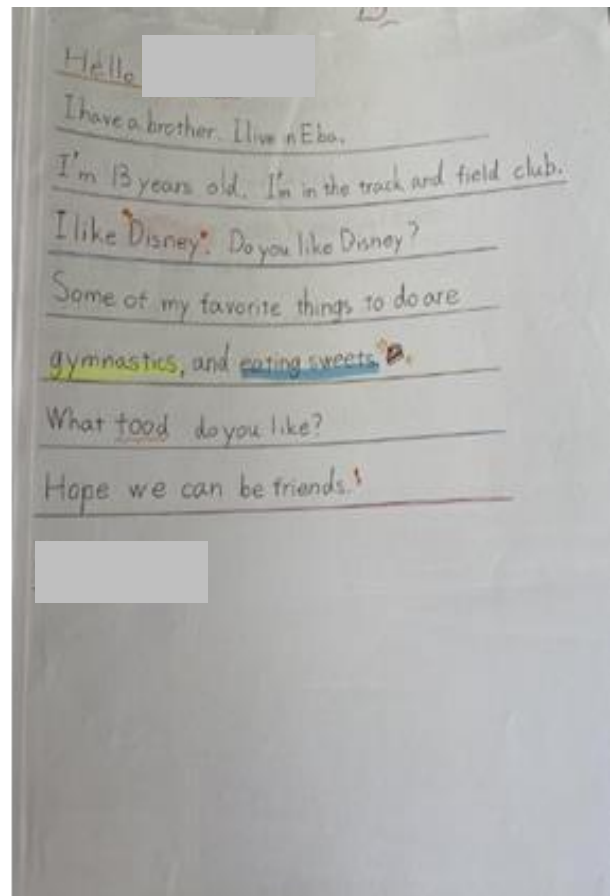 Hello
I have a brother. I live n Eba.
I'm 13 years old. I'm in the track and field club.
I like "Disney". Do you like Disney?
Some of my favorite things to do are
gymnastics, and eating sweets.
What food do you like?
Hope we can be friends.